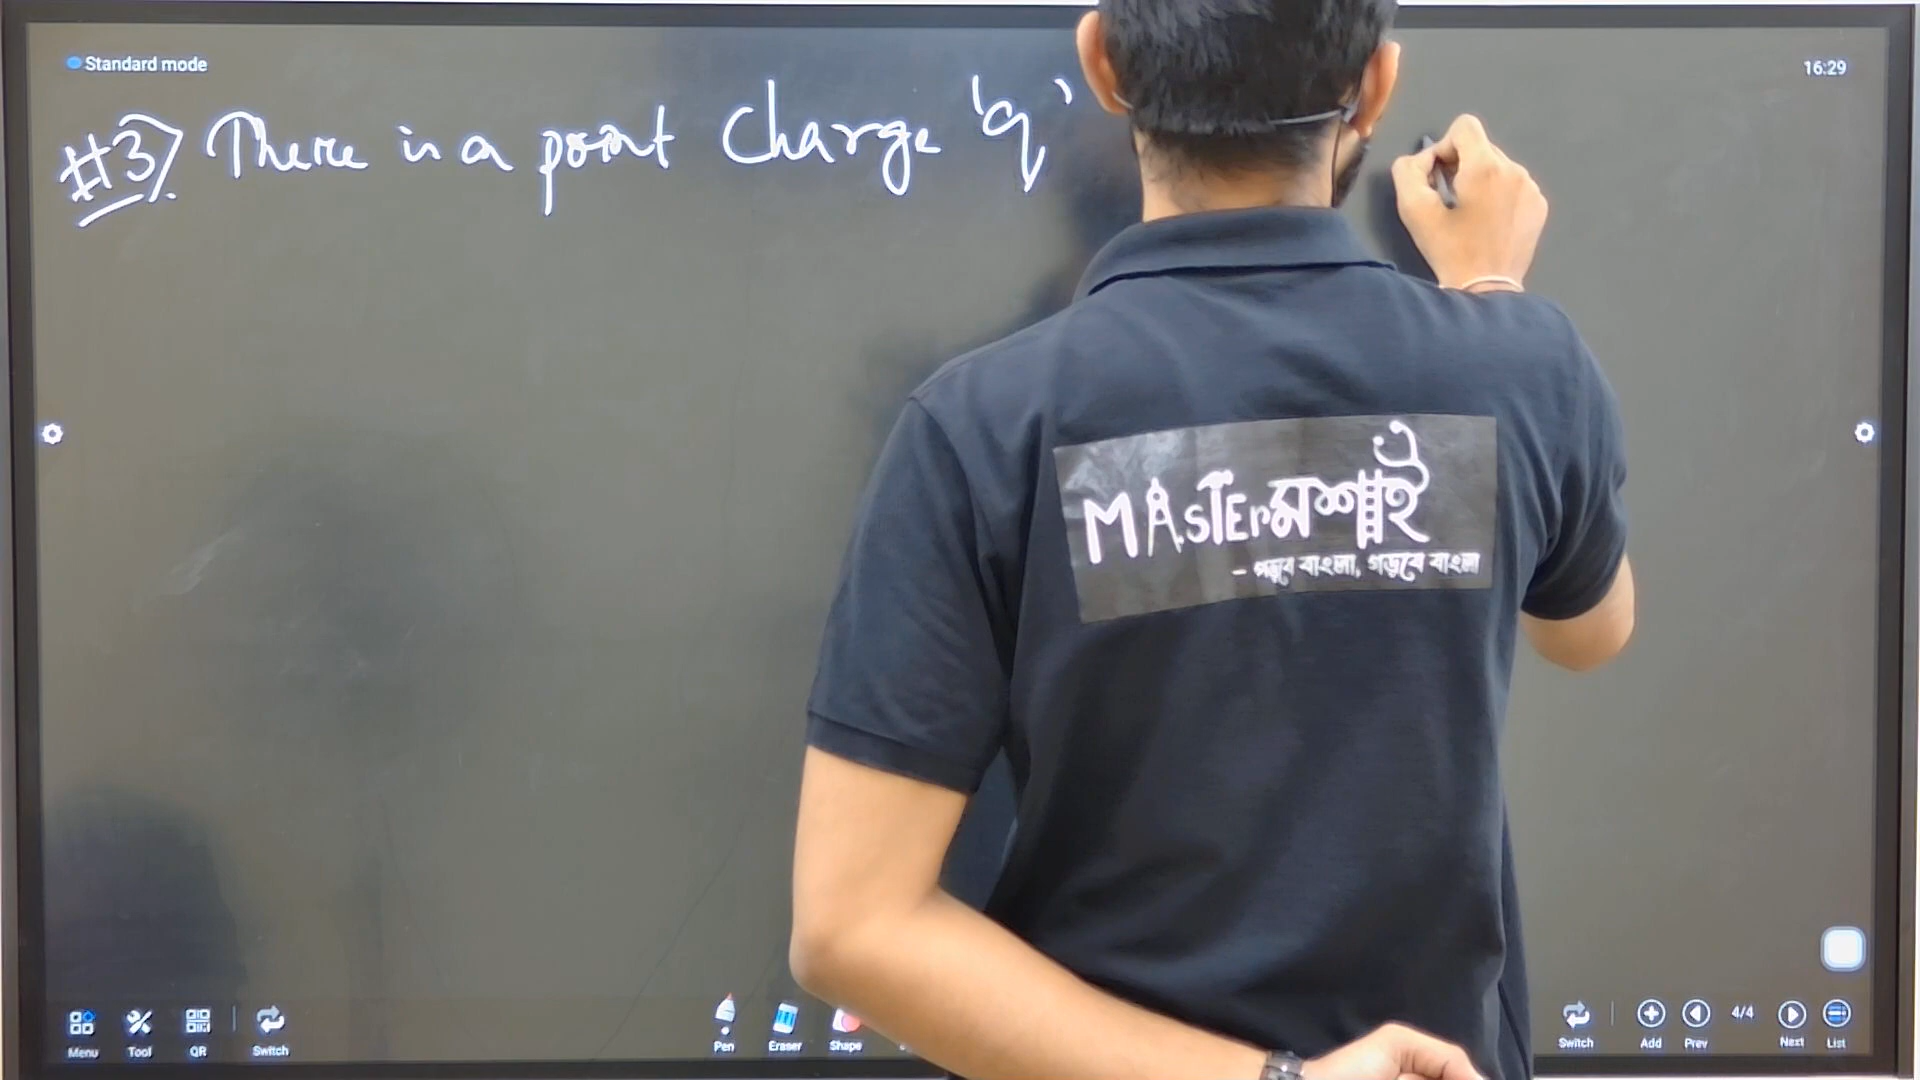 Standard mode
16:29
#3). There is a point Charge 'q'
MAsTErমশাই
– পড়বে বাংলা, গড়বে বাংলা
Menu Tool QR Switch Pen Eraser Shape Switch Add Prev 4/4 Next List